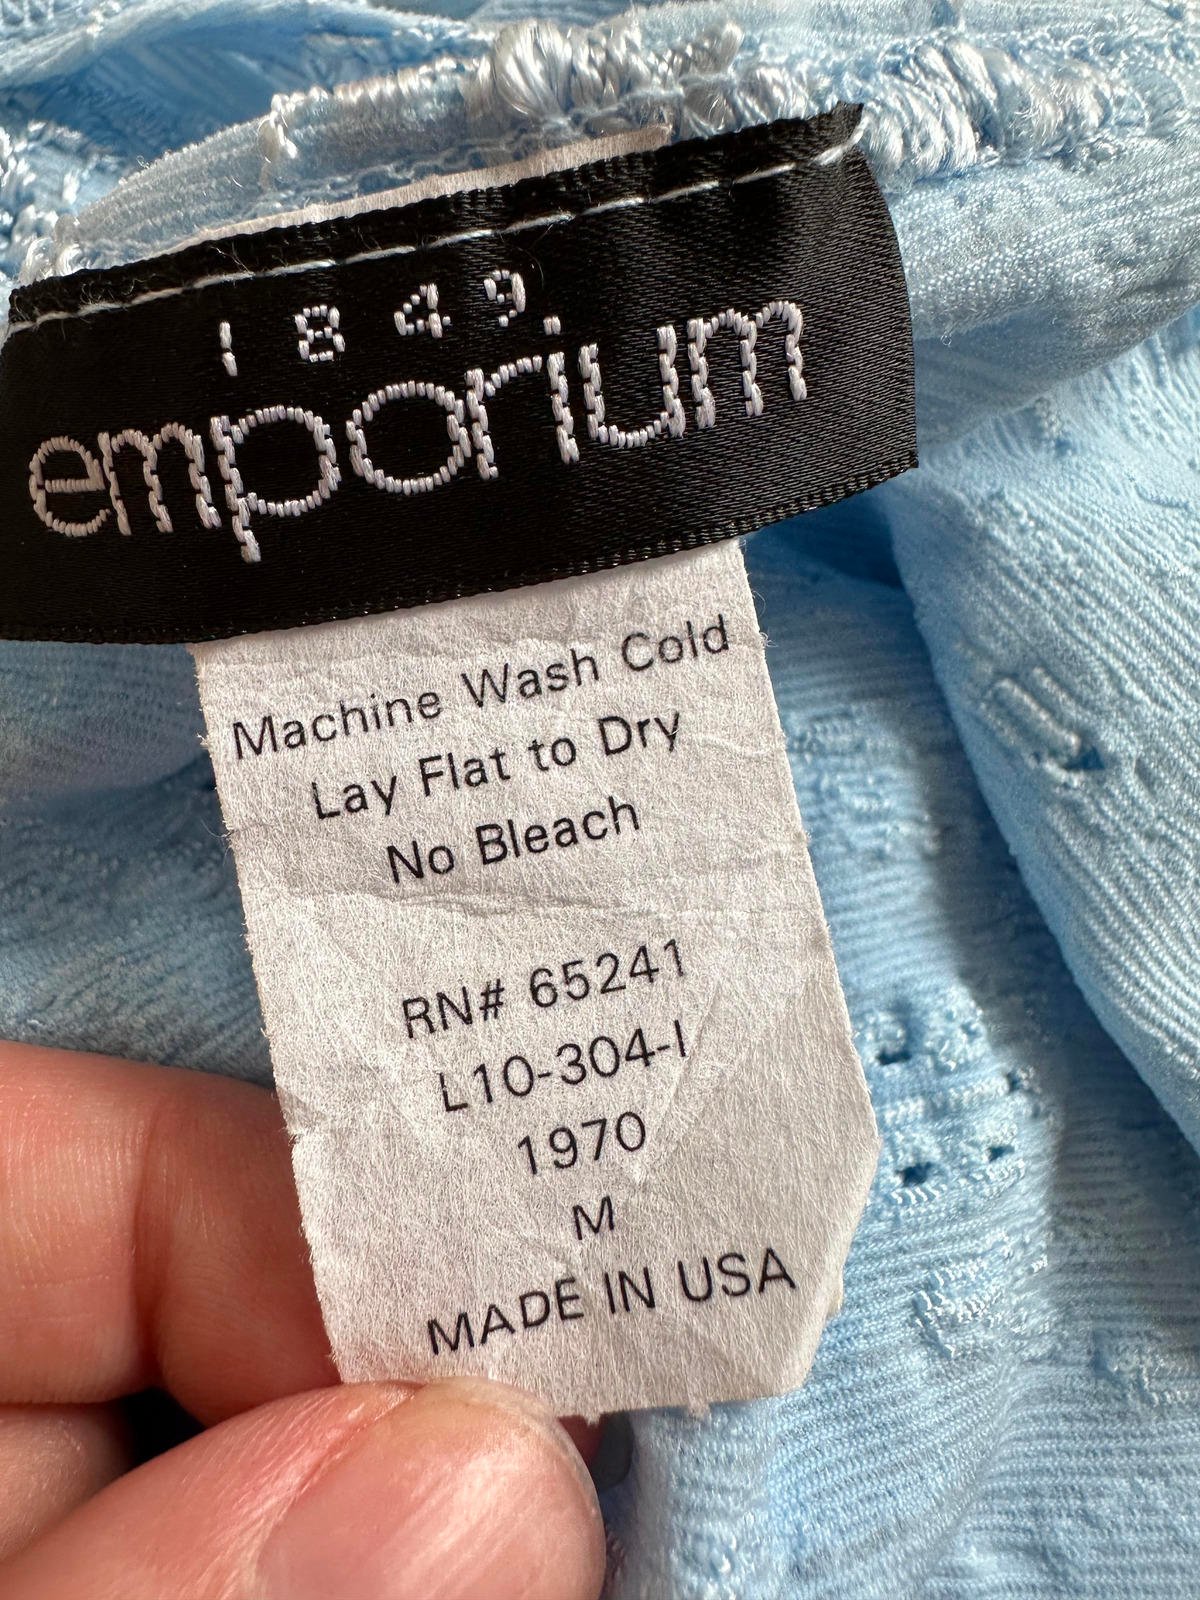 1849
emporium
Machine Wash Cold
Lay Flat to Dry
No Bleach
RN# 65241
L10-304-I
1970
M
MADE IN USA